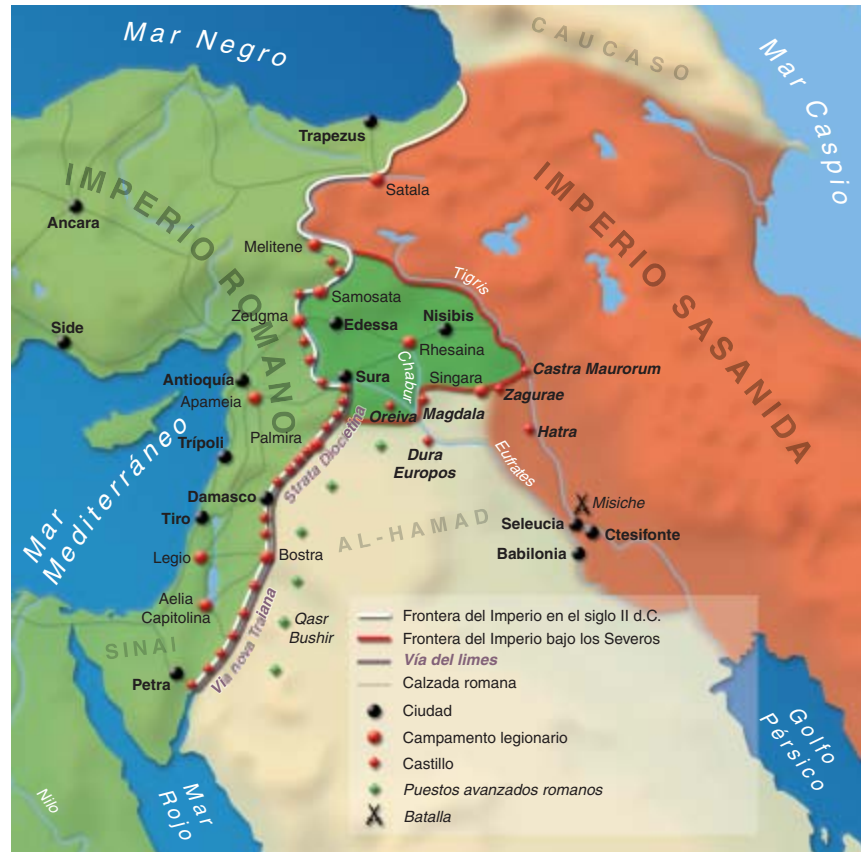 Mar Negro
CAUCASO
Mar Caspio
Trapezus
Satala
IMPERIO ROMANO
IMPERIO SASANIDA
Ancara
Melitene
Tigris
Samosata
Zeugma
Edessa
Nisibis
Rhesaina
Side
Chabur
Castra Maurorum
Antioquía
Sura
Singara
Zagurae
Apameia
Oreiva
Magdala
Hatra
Palmira
Trípoli
Strata Diocletina
Dura
Europos
Eufrates
Mar
Mediterráneo
Damasco
Misiche
Tiro
Seleucia
Ctesifonte
AL-HAMAD
Babilonia
Legio
Bostra
Aelia
Capitolina
Via nova Traiana
Qasr
Bushir
SINAI
Petra
Nilo
Mar
Rojo
Golfo
Pérsico
Frontera del Imperio en el siglo II d.C.
Frontera del Imperio bajo los Severos
Vía del limes
Calzada romana
Ciudad
Campamento legionario
Castillo
Puestos avanzados romanos
Batalla